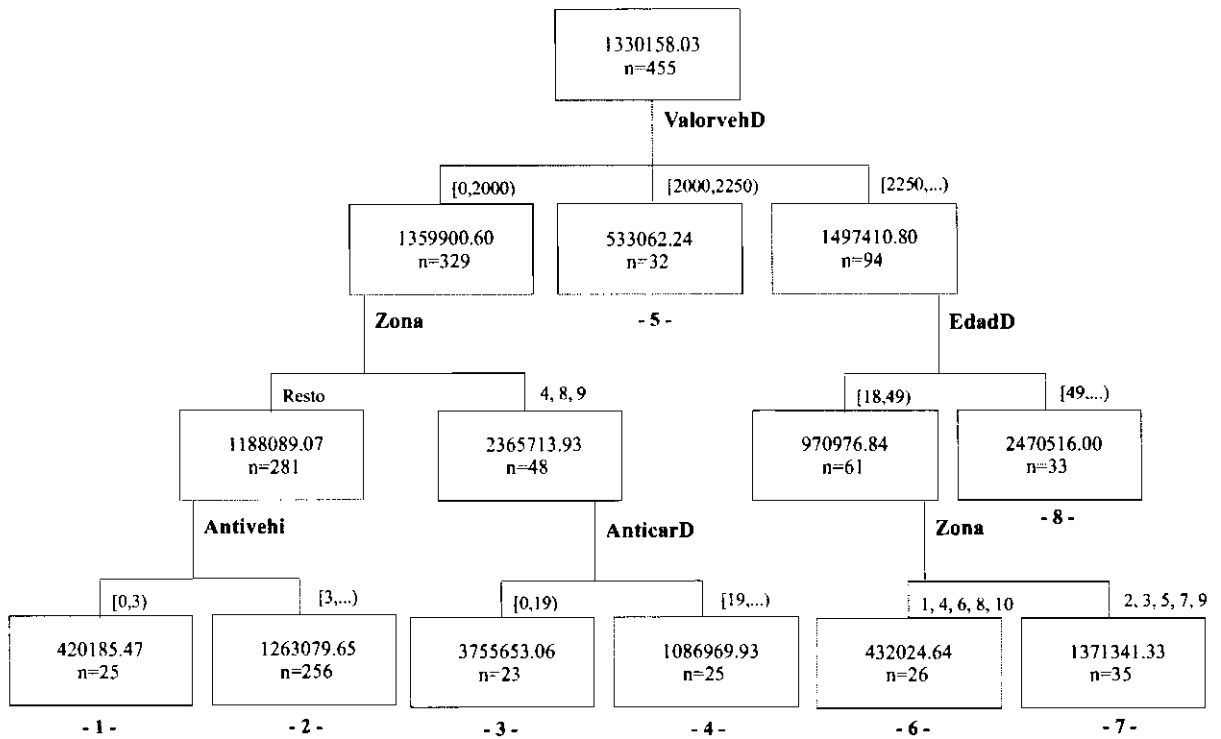 1330158.03
n=455
ValorvehD
[0,2000)
[2000,2250)
[2250,...)
1359900.60
n=329
533062.24
n=32
1497410.80
n=94
Zona
- 5 -
EdadD
Resto
4, 8, 9
[18,49)
[49,...)
1188089.07
n=281
2365713.93
n=48
970976.84
n=61
2470516.00
n=33
Antivehi
AnticarD
Zona
- 8 -
[0,3)
[3,...)
[0,19)
[19,...)
1, 4, 6, 8, 10
2, 3, 5, 7, 9
420185.47
n=25
1263079.65
n=256
3755653.06
n=23
1086969.93
n=25
432024.64
n=26
1371341.33
n=35
- 1 -
- 2 -
- 3 -
- 4 -
- 6 -
- 7 -